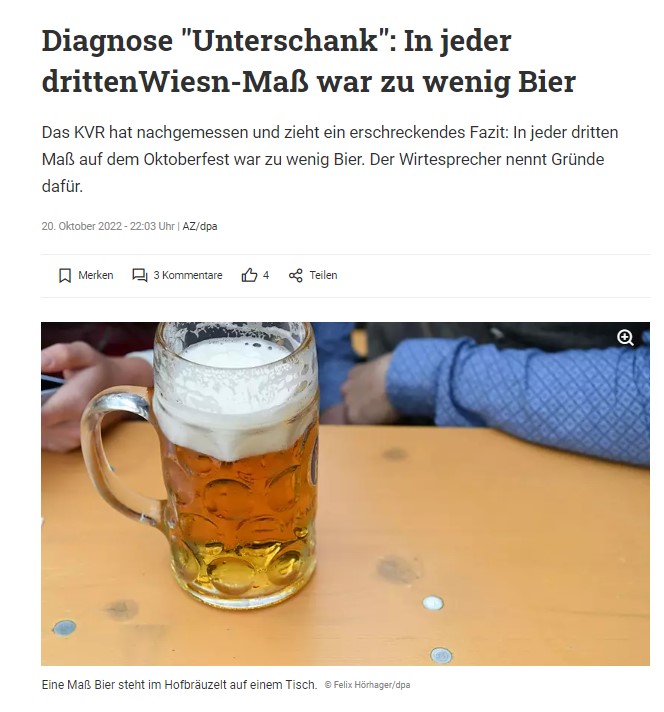 Diagnose "Unterschank": In jeder
drittenWiesn-Maß war zu wenig Bier
Das KVR hat nachgemessen und zieht ein erschreckendes Fazit: In jeder dritten
Maß auf dem Oktoberfest war zu wenig Bier. Der Wirtesprecher nennt Gründe
dafür.
20. Oktober 2022 - 22:03 Uhr | AZ/dpa
Merken 3 Kommentare 4 Teilen
Eine Maß Bier steht im Hofbräuzelt auf einem Tisch. © Felix Hörhager/dpa